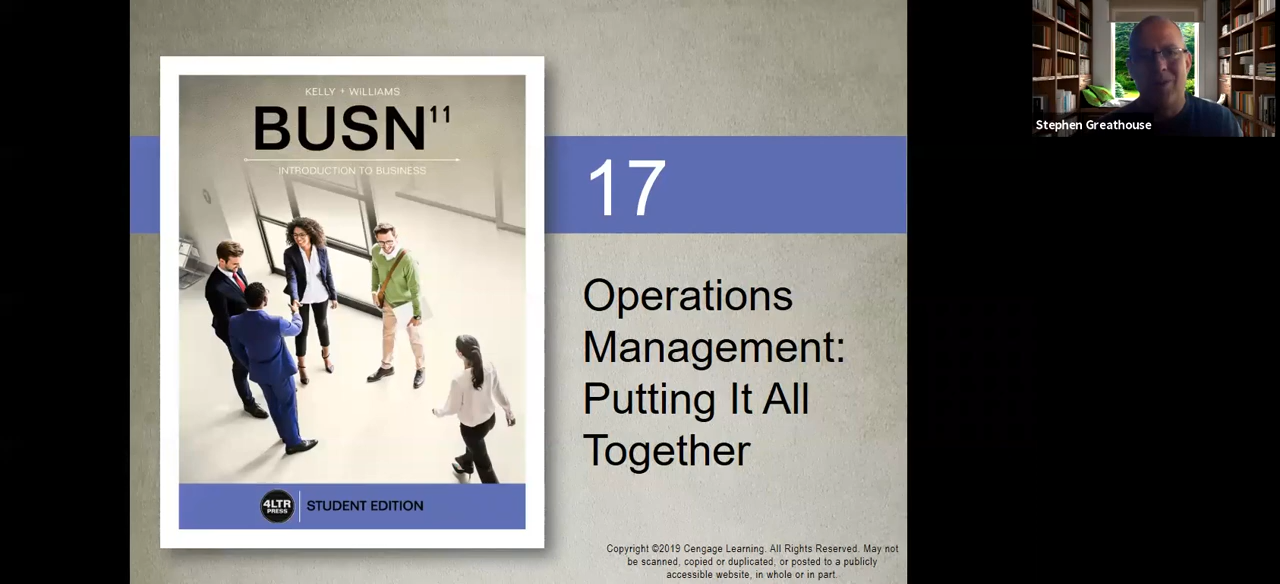 KELLY + WILLIAMS
BUSN11
INTRODUCTION TO BUSINESS
4LTR
PRESS
STUDENT EDITION
17
Operations
Management:
Putting It All
Together
Copyright ©2019 Cengage Learning. All Rights Reserved. May not
be scanned, copied or duplicated, or posted to a publicly
accessible website, in whole or in part.
Stephen Greathouse